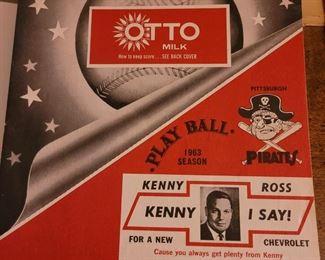 OTTO
MILK
How to keep score ... SEE BACK COVER
PITTSBURGH
PIRATES
PLAY BALL
1963
SEASON
KENNY ROSS
KENNY I SAY!
FOR A NEW CHEVROLET
Cause you always get plenty from Kenny